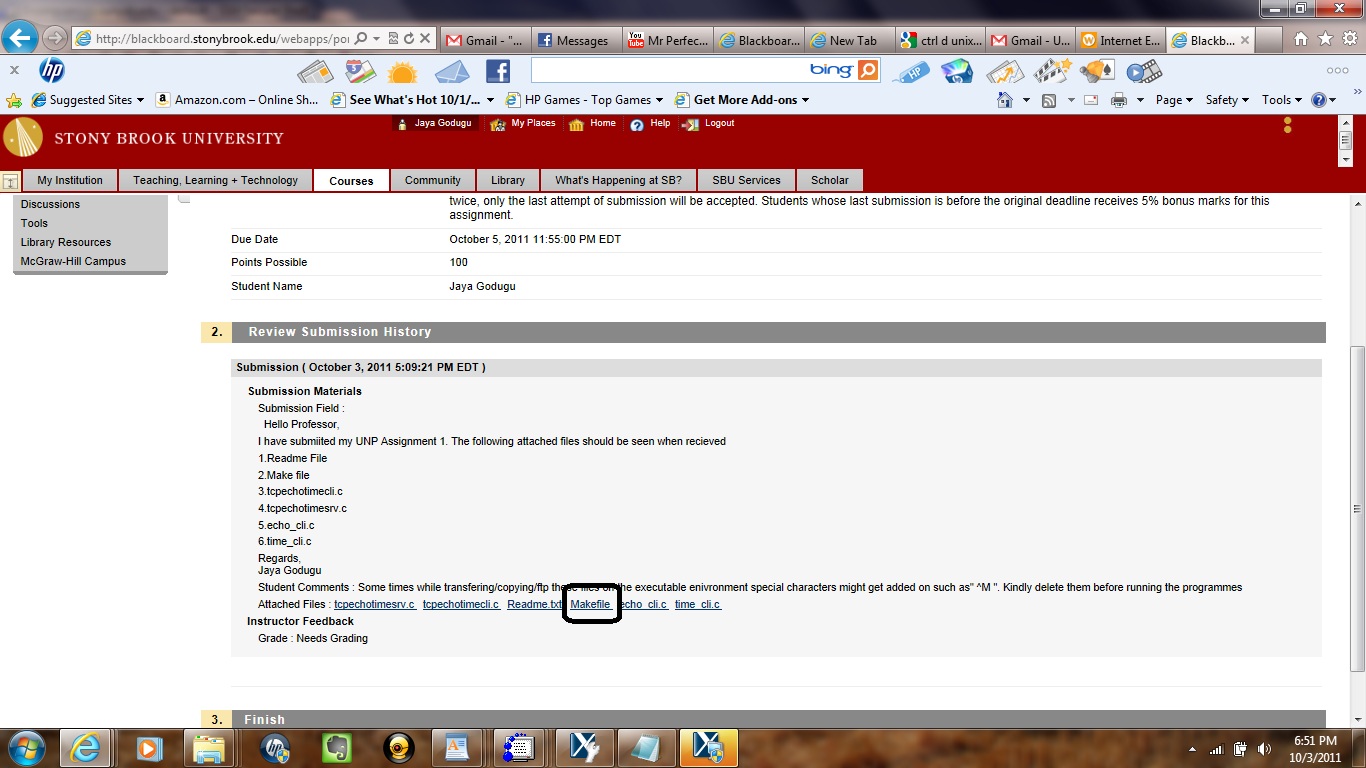 http://blackboard.stonybrook.edu/webapps/poi
Gmail - "...
Facebook Messages
You Tube Mr Perfec...
Blackboar...
New Tab
ctrl d unix...
Gmail - U...
Internet E...
Blackb...
hp
bing
HP
Suggested Sites
Amazon.com – Online Sh...
See What's Hot 10/1/...
HP Games - Top Games
Get More Add-ons
Page
Safety
Tools
STONY BROOK UNIVERSITY
Jaya Godugu
My Places
Home
Help
Logout
My Institution
Teaching, Learning + Technology
Courses
Community
Library
What's Happening at SB?
SBU Services
Scholar
Discussions
Tools
Library Resources
McGraw-Hill Campus
twice, only the last attempt of submission will be accepted. Students whose last submission is before the original deadline receives 5% bonus marks for this
assignment.
Due Date October 5, 2011 11:55:00 PM EDT
Points Possible 100
Student Name Jaya Godugu
2. Review Submission History
Submission ( October 3, 2011 5:09:21 PM EDT )
Submission Materials
Submission Field :
Hello Professor,
I have submiited my UNP Assignment 1. The following attached files should be seen when recieved
1.Readme File
2.Make file
3.tcpechotimecli.c
4.tcpechotimesrv.c
5.echo_cli.c
6.time_cli.c
Regards,
Jaya Godugu
Student Comments : Some times while transfering/copying/ftp these files on the executable enivronment special characters might get added on such as" ^M ". Kindly delete them before running the programmes
Attached Files : tcpechotimesrv.c tcpechotimecli.c Readme.txt Makefile echo_cli.c time_cli.c
Instructor Feedback
Grade : Needs Grading
3. Finish
6:51 PM
10/3/2011